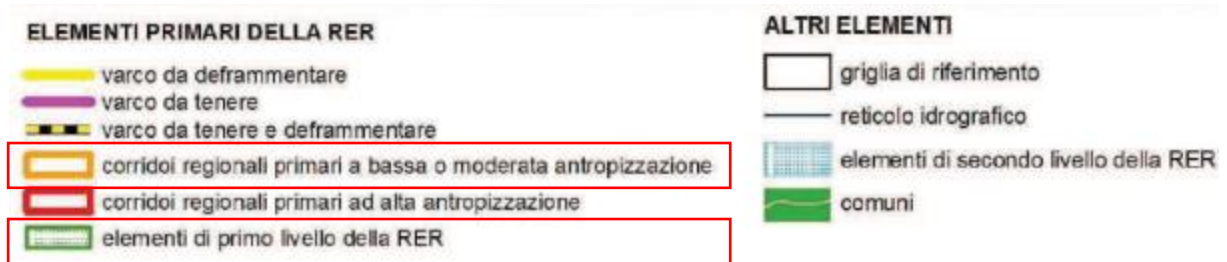 ELEMENTI PRIMARI DELLA RER
varco da deframmentare
varco da tenere
varco da tenere e deframmentare
corridoi regionali primari a bassa o moderata antropizzazione
corridoi regionali primari ad alta antropizzazione
elementi di primo livello della RER
ALTRI ELEMENTI
griglia di riferimento
reticolo idrografico
elementi di secondo livello della RER
comuni